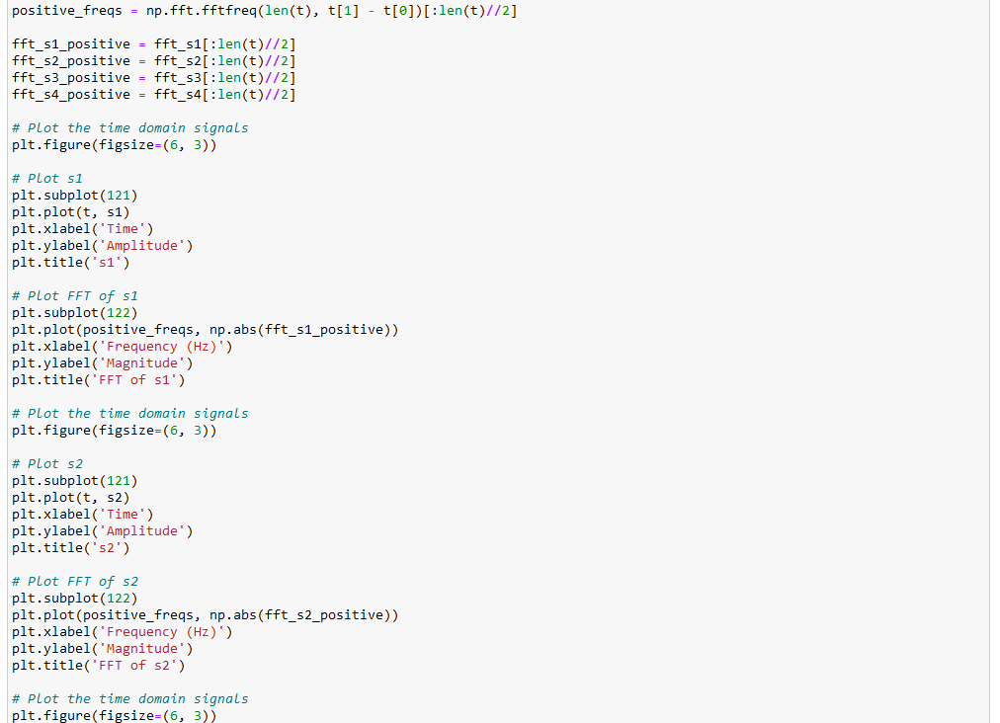 positive_freqs = np.fft.fftfreq(len(t), t[1] - t[0])[:len(t)//2]
fft_s1_positive = fft_s1[:len(t)//2]
fft_s2_positive = fft_s2[:len(t)//2]
fft_s3_positive = fft_s3[:len(t)//2]
fft_s4_positive = fft_s4[:len(t)//2]
# Plot the time domain signals
plt.figure(figsize=(6, 3))
# Plot s1
plt.subplot(121)
plt.plot(t, s1)
plt.xlabel('Time')
plt.ylabel('Amplitude')
plt.title('s1')
# Plot FFT of s1
plt.subplot(122)
plt.plot(positive_freqs, np.abs(fft_s1_positive))
plt.xlabel('Frequency (Hz)')
plt.ylabel('Magnitude')
plt.title('FFT of s1')
# Plot the time domain signals
plt.figure(figsize=(6, 3))
# Plot s2
plt.subplot(121)
plt.plot(t, s2)
plt.xlabel('Time')
plt.ylabel('Amplitude')
plt.title('s2')
# Plot FFT of s2
plt.subplot(122)
plt.plot(positive_freqs, np.abs(fft_s2_positive))
plt.xlabel('Frequency (Hz)')
plt.ylabel('Magnitude')
plt.title('FFT of s2')
# Plot the time domain signals
plt.figure(figsize=(6, 3))